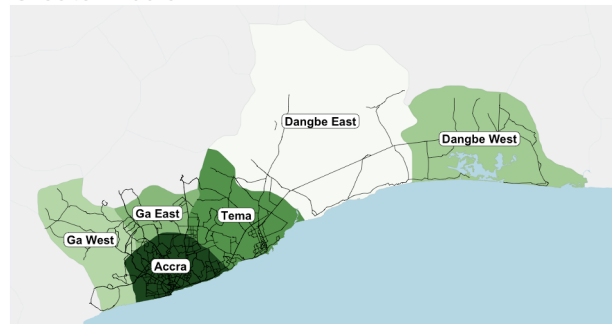 Dangbe East
Dangbe West
Ga East
Tema
Ga West
Accra